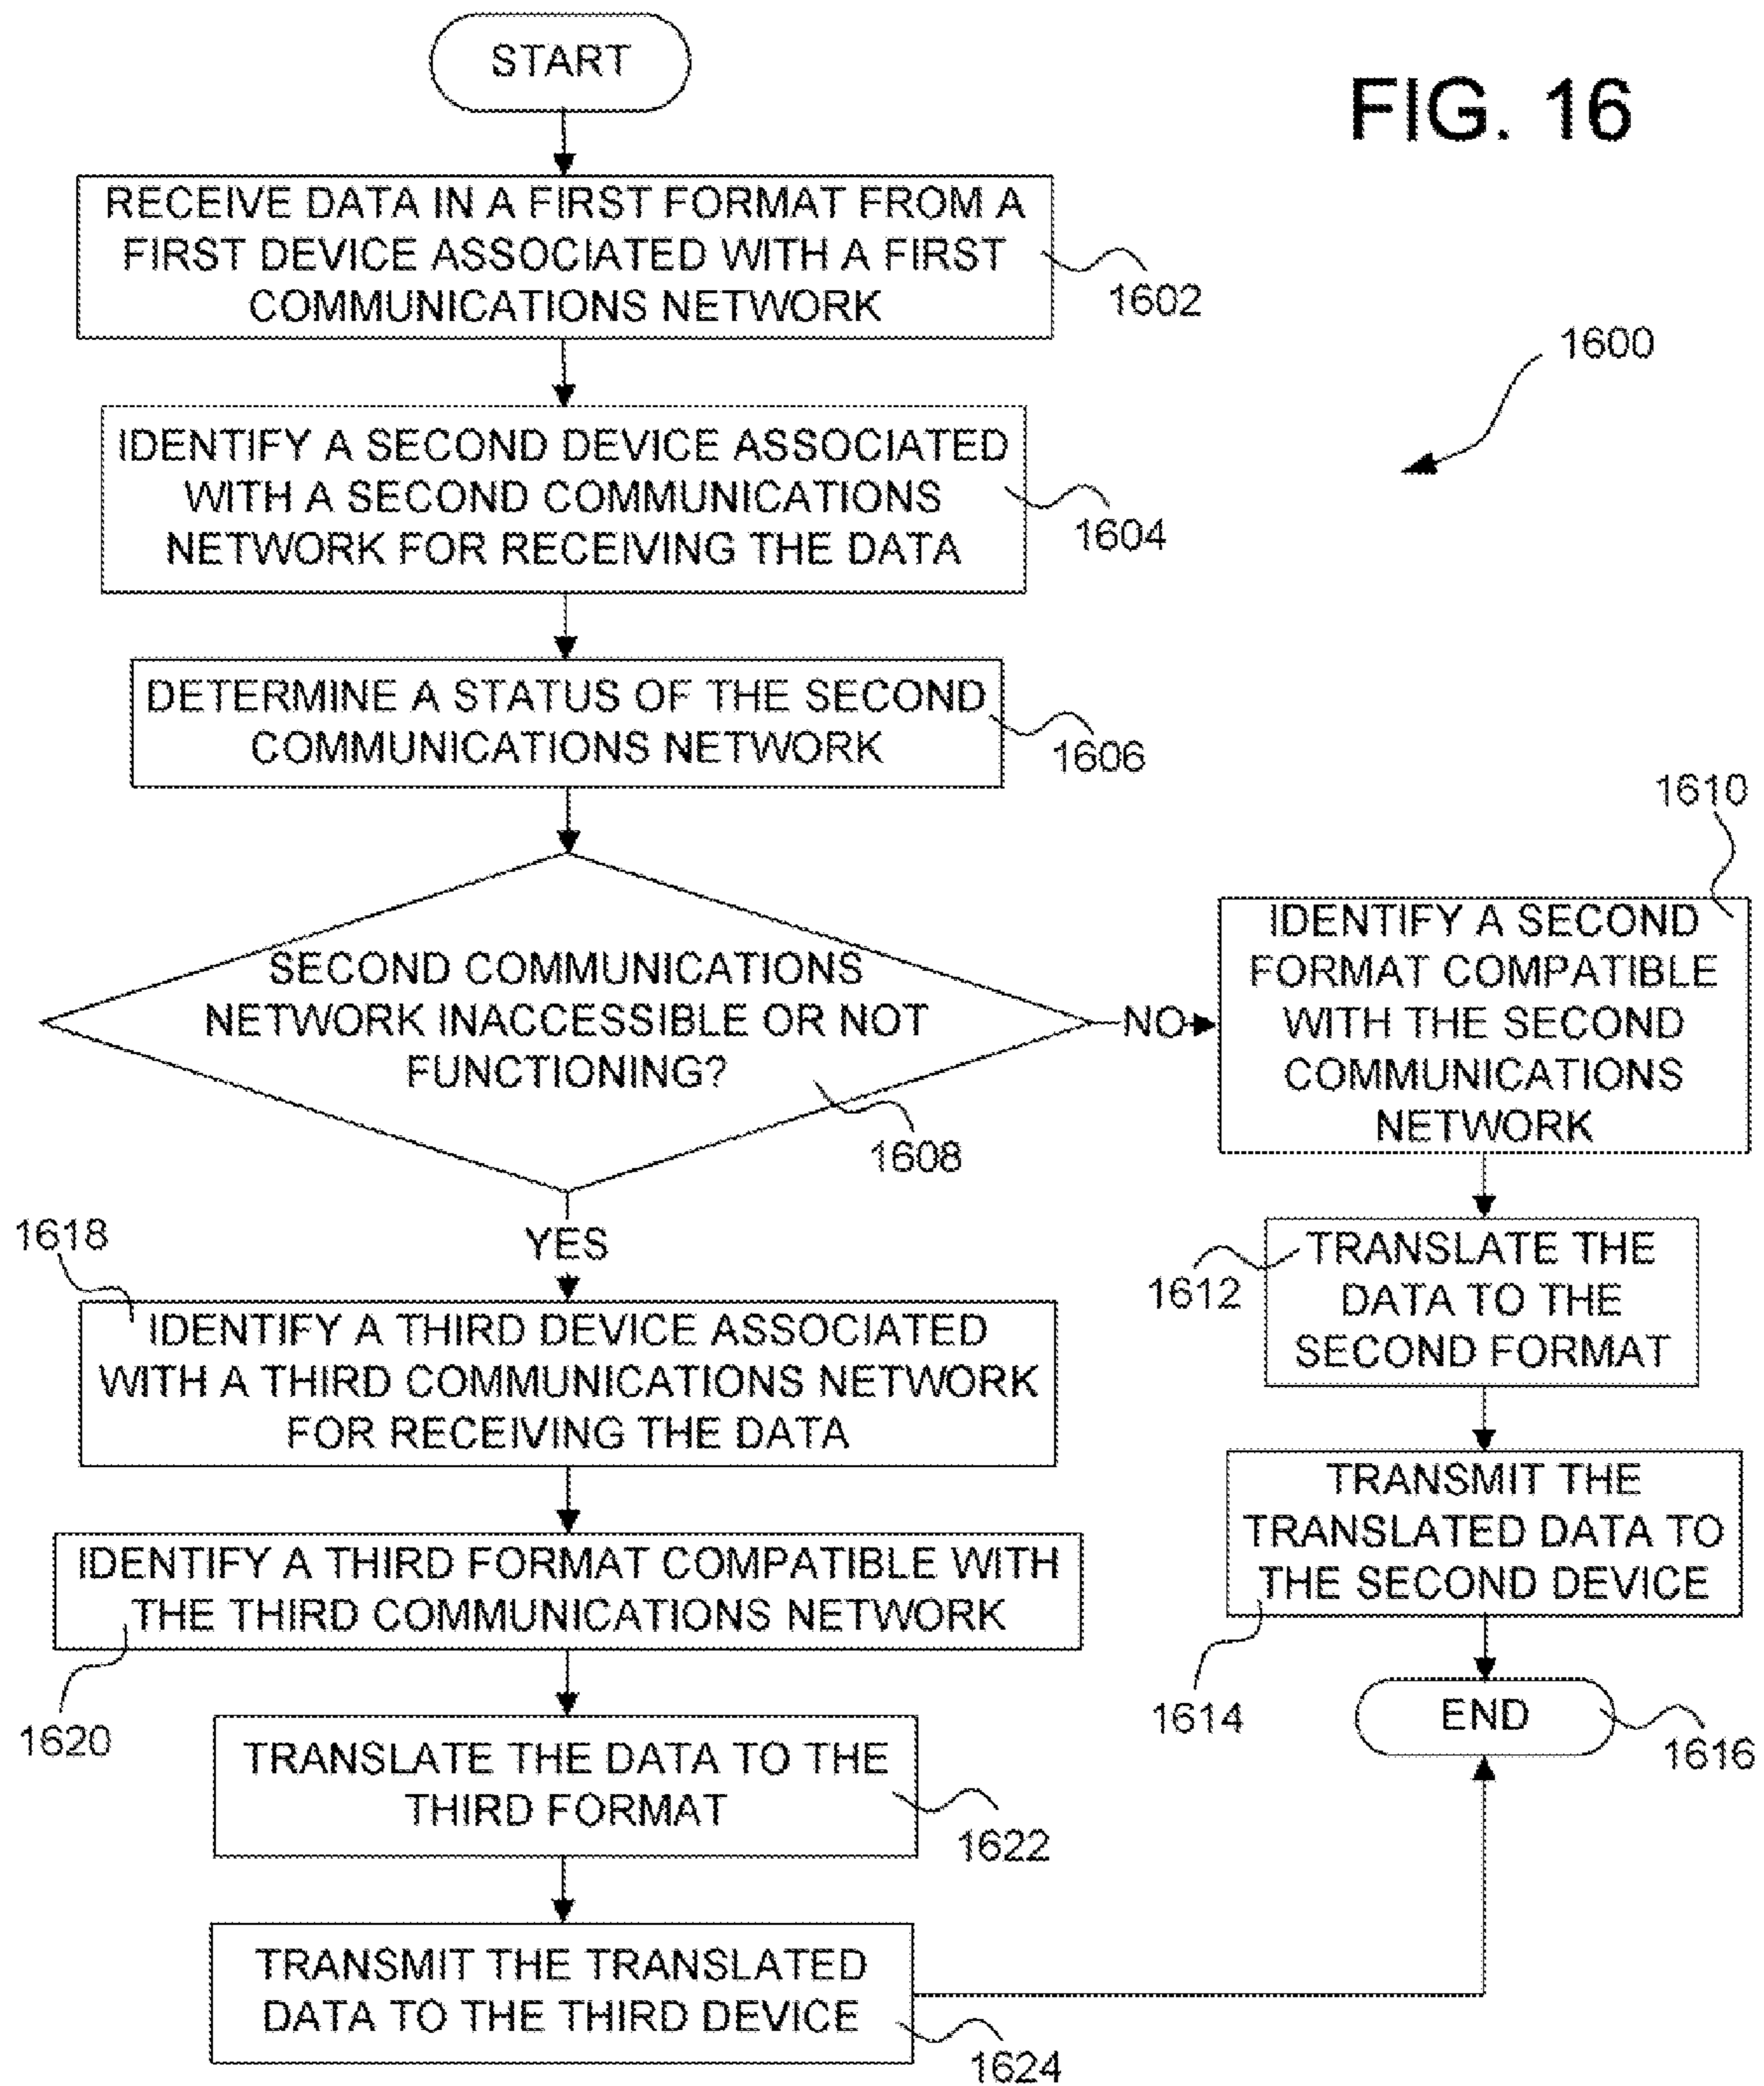 START
FIG. 16
RECEIVE DATA IN A FIRST FORMAT FROM A
FIRST DEVICE ASSOCIATED WITH A FIRST
COMMUNICATIONS NETWORK
1602
1600
IDENTIFY A SECOND DEVICE ASSOCIATED
WITH A SECOND COMMUNICATIONS
NETWORK FOR RECEIVING THE DATA
1604
DETERMINE A STATUS OF THE SECOND
COMMUNICATIONS NETWORK
1606
SECOND COMMUNICATIONS
NETWORK INACCESSIBLE OR NOT
FUNCTIONING?
1608
NO
1610
IDENTIFY A SECOND
FORMAT COMPATIBLE
WITH THE SECOND
COMMUNICATIONS
NETWORK
1612
TRANSLATE THE
DATA TO THE
SECOND FORMAT
TRANSMIT THE
TRANSLATED DATA TO
THE SECOND DEVICE
1614
END
1616
YES
1618
IDENTIFY A THIRD DEVICE ASSOCIATED
WITH A THIRD COMMUNICATIONS NETWORK
FOR RECEIVING THE DATA
IDENTIFY A THIRD FORMAT COMPATIBLE WITH
THE THIRD COMMUNICATIONS NETWORK
1620
TRANSLATE THE DATA TO THE
THIRD FORMAT
1622
TRANSMIT THE TRANSLATED
DATA TO THE THIRD DEVICE
1624